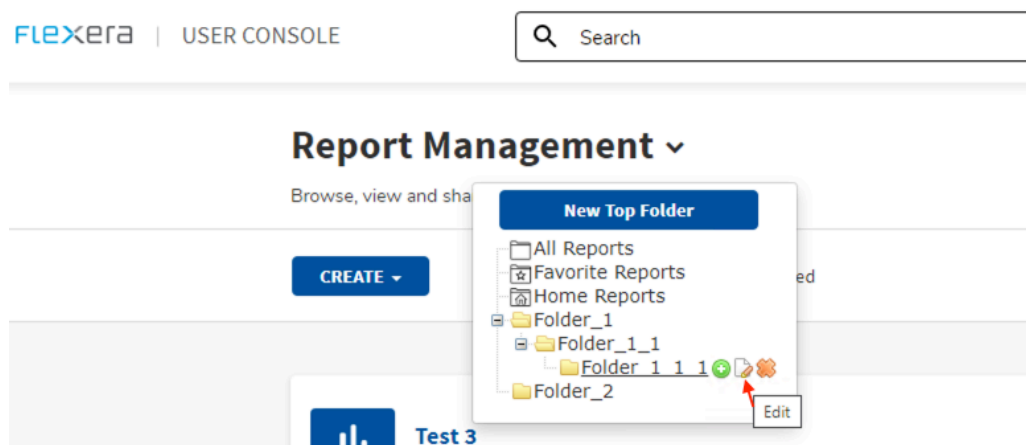 flexera | USER CONSOLE
Search
Report Management
Browse, view and sha
New Top Folder
All Reports
Favorite Reports
Home Reports
Folder_1
Folder_1_1
Folder_1_1_1
Folder_2
CREATE
ed
Edit
Test 3